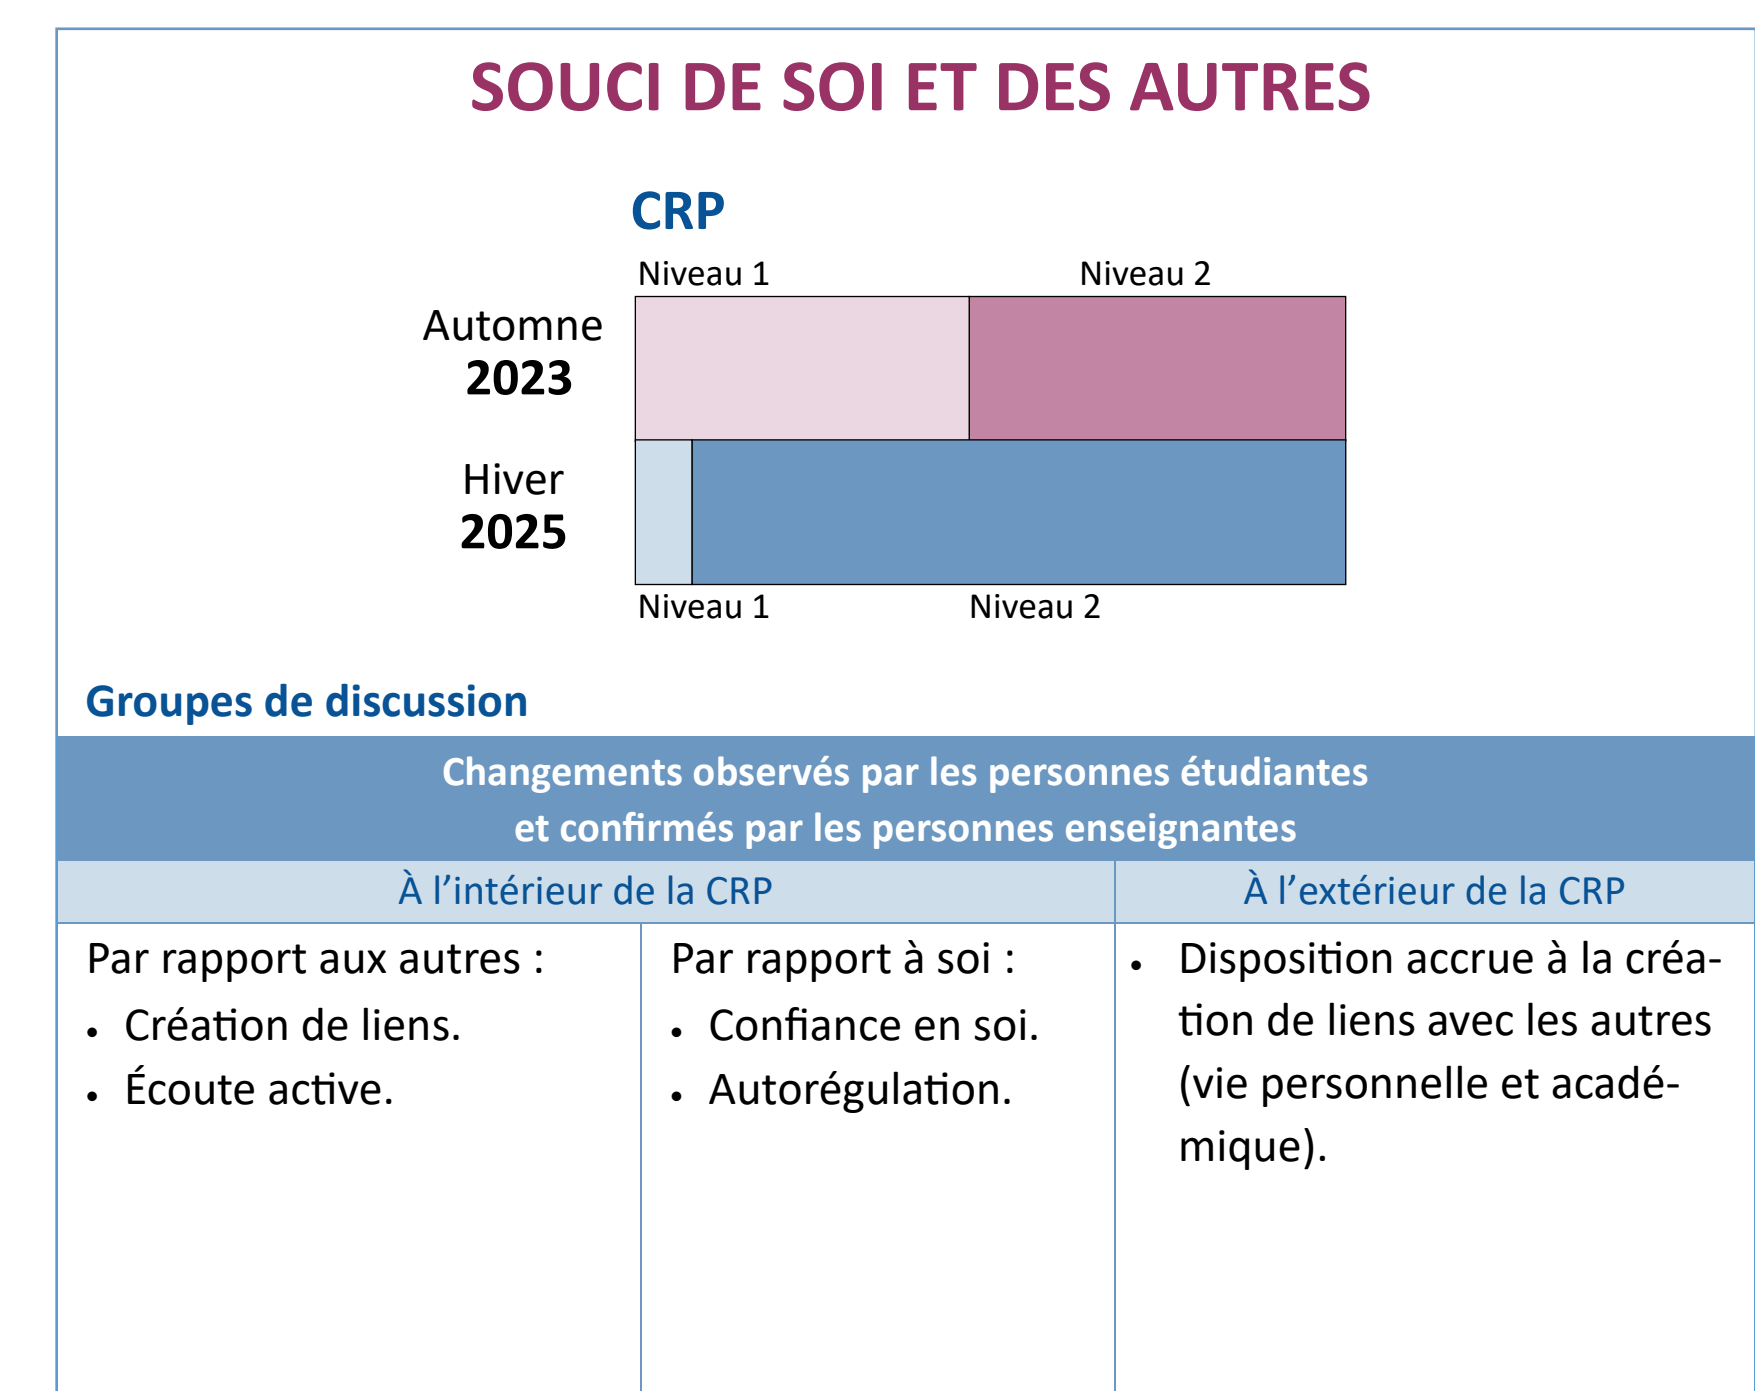 SOUCI DE SOI ET DES AUTRES
CRP
Niveau 1
Niveau 2
Automne
2023
Hiver
2025
Niveau 1
Niveau 2
Groupes de discussion
Changements observés par les personnes étudiantes
et confirmés par les personnes enseignantes
À l’intérieur de la CRP
À l’extérieur de la CRP
Par rapport aux autres :
• Création de liens.
• Écoute active.
Par rapport à soi :
• Confiance en soi.
• Autorégulation.
• Disposition accrue à la créa-
tion de liens avec les autres
(vie personnelle et acadé-
mique).